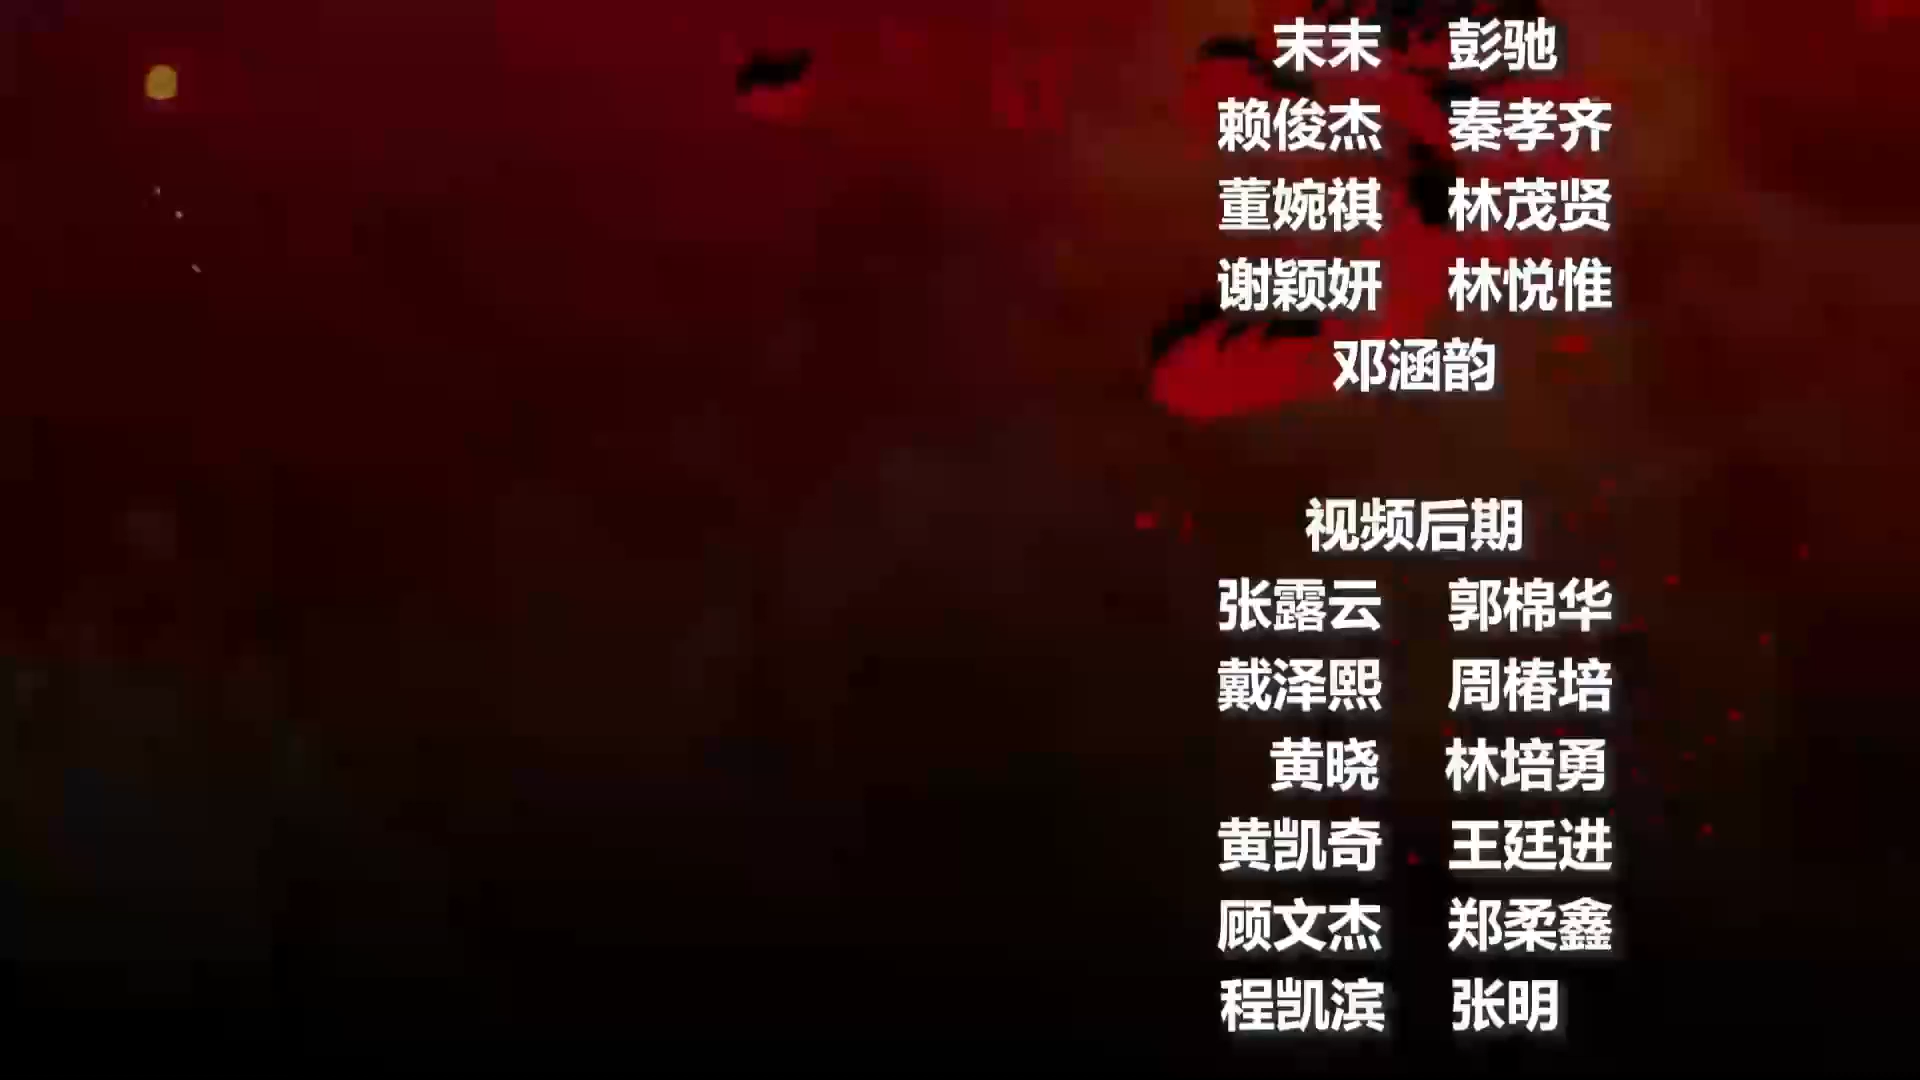 末末 彭驰
赖俊杰 秦孝齐
董婉祺 林茂贤
谢颖妍 林悦惟
邓涵韵
视频后期
张露云 郭棉华
戴泽熙 周椿培
黄晓 林培勇
黄凯奇 王廷进
顾文杰 郑柔鑫
程凯滨 张明